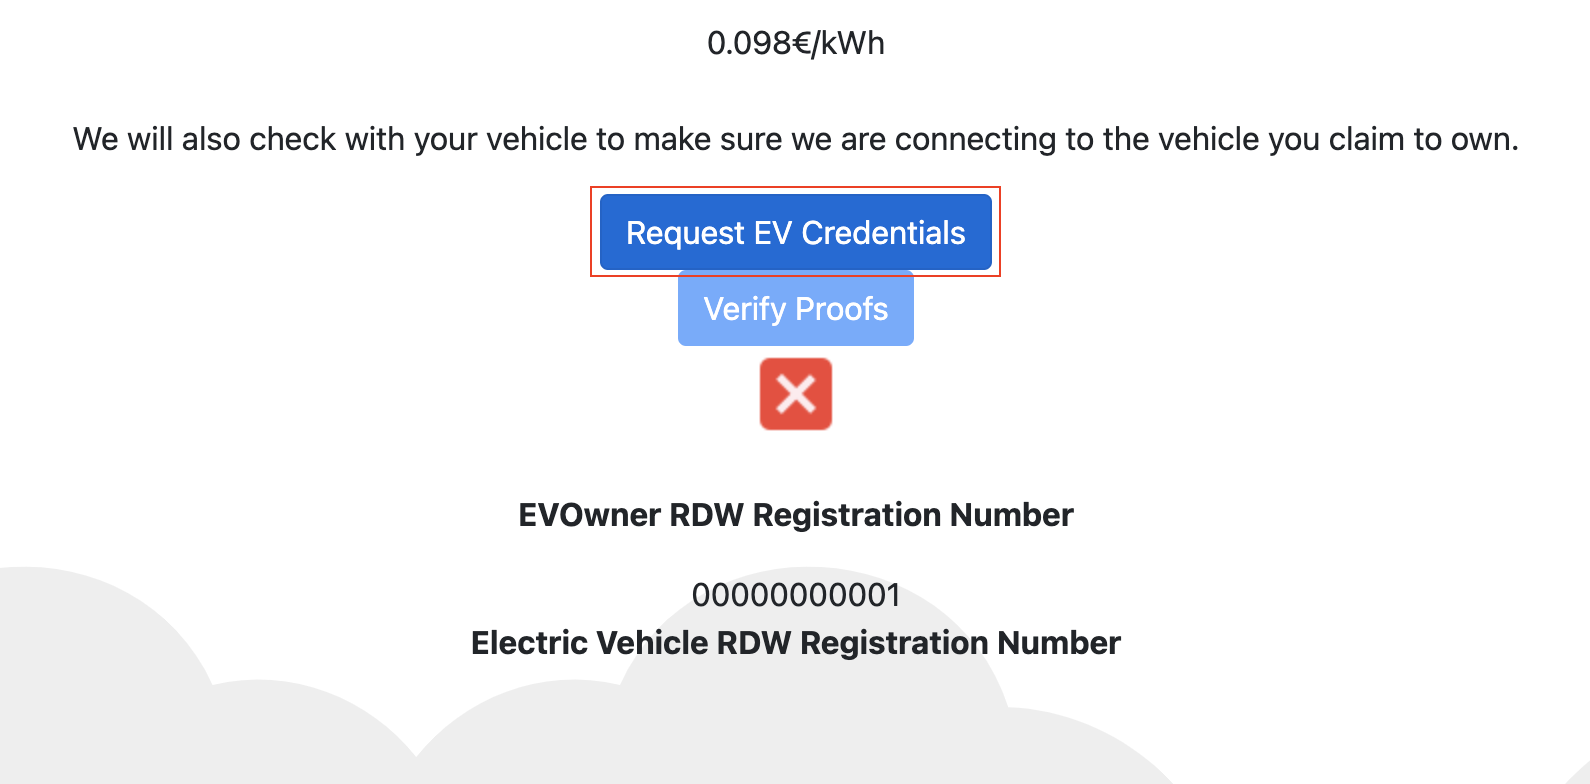 0.098€/kWh
We will also check with your vehicle to make sure we are connecting to the vehicle you claim to own.
Request EV Credentials
Verify Proofs
EVOwner RDW Registration Number
00000000001
Electric Vehicle RDW Registration Number